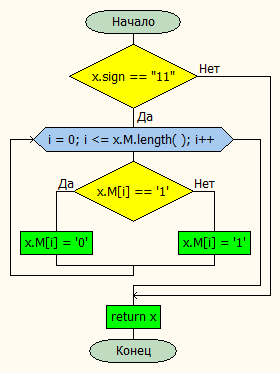 Начало
x.sign == "11"
Нет
Да
i = 0; i <= x.M.length( ); i++
x.M[i] == '1'
Да
Нет
x.M[i] = '0'
x.M[i] = '1'
return x
Конец